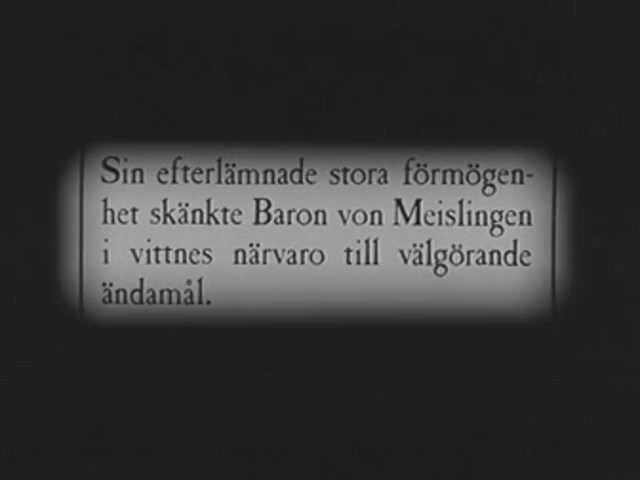 Sin efterlämnade stora förmögen-
het skänkte Baron von Meislingen
i vittnes närvaro till välgörande
ändamål.